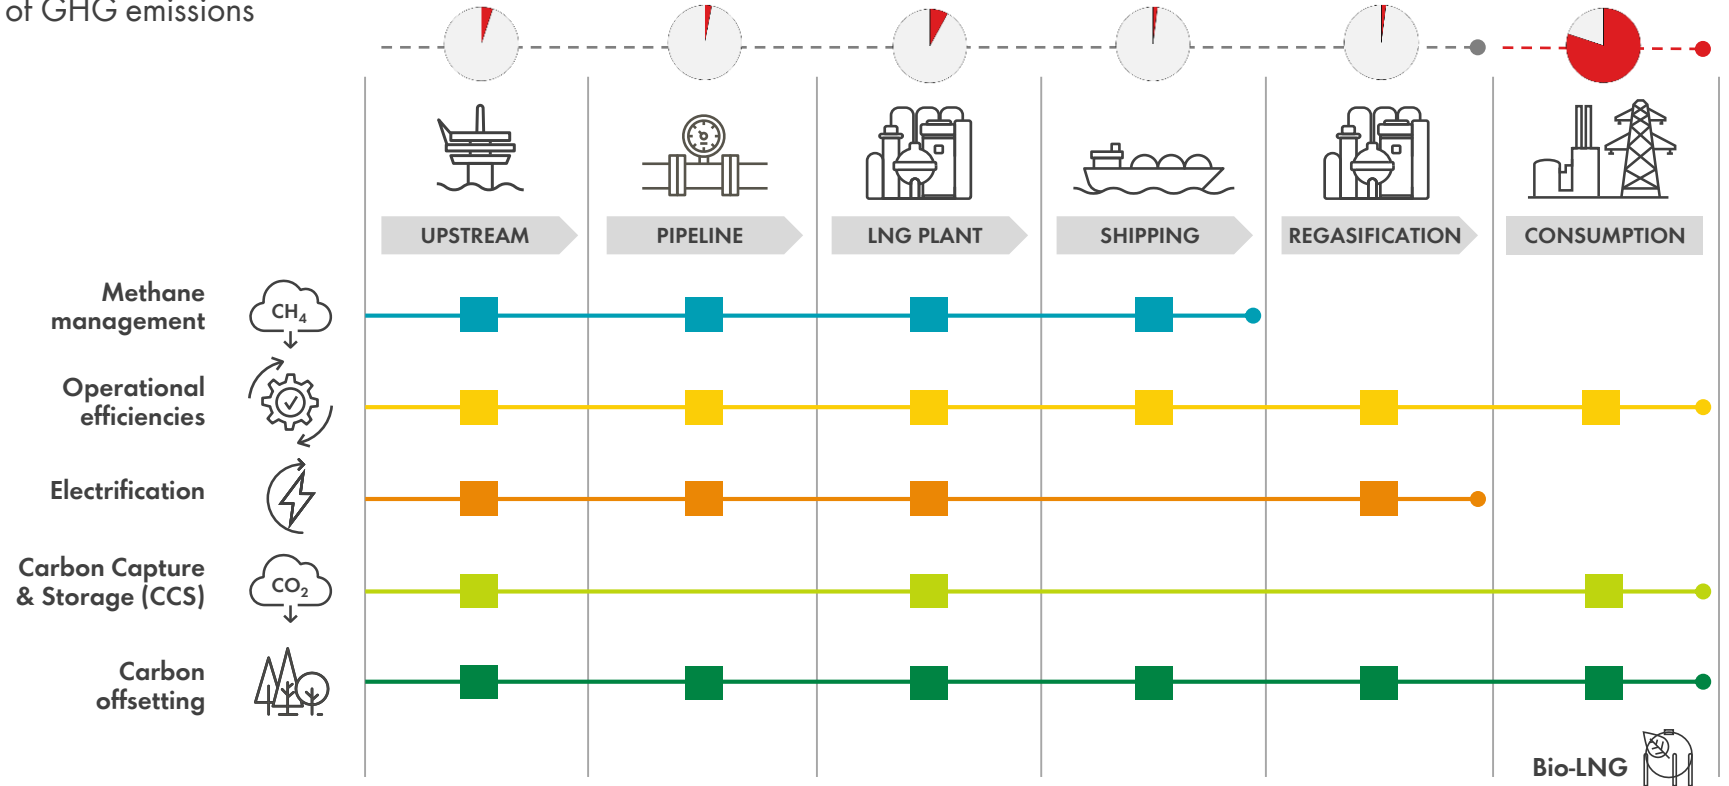 of GHG emissions
UPSTREAM
PIPELINE
LNG PLANT
SHIPPING
REGASIFICATION
CONSUMPTION
Methane
management
CH₄
Operational
efficiencies
Electrification
Carbon Capture
& Storage (CCS)
CO₂
Carbon
offsetting
Bio-LNG